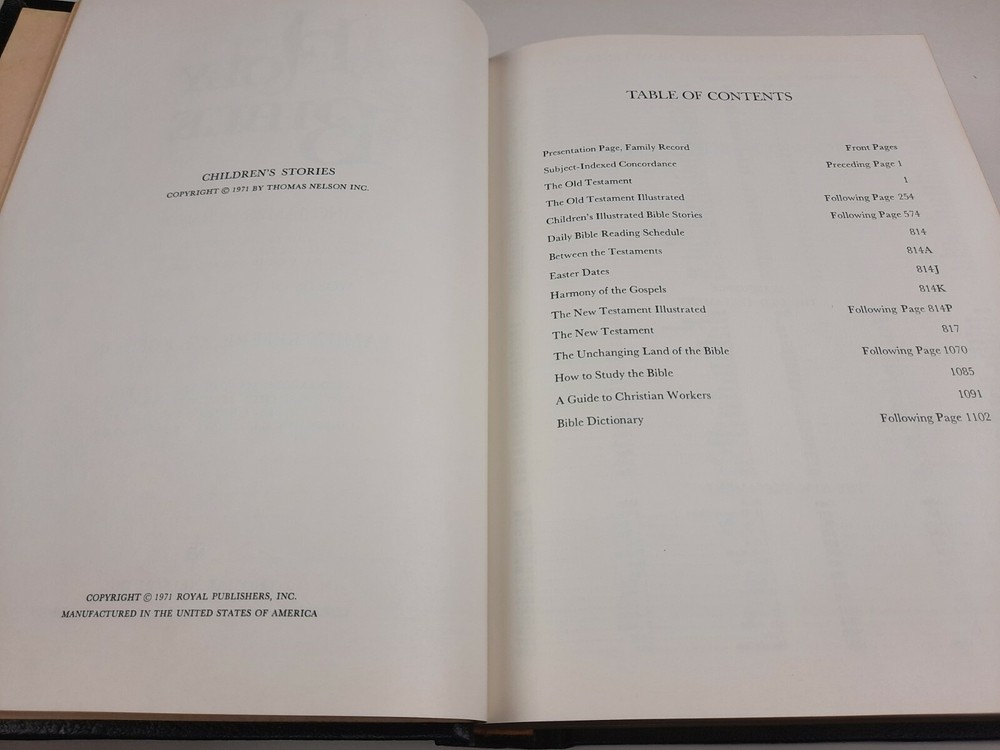 CHILDREN'S STORIES
COPYRIGHT © 1971 BY THOMAS NELSON INC.
COPYRIGHT © 1971 ROYAL PUBLISHERS, INC.
MANUFACTURED IN THE UNITED STATES OF AMERICA
TABLE OF CONTENTS
Presentation Page, Family Record Front Pages
Subject-Indexed Concordance Preceding Page 1
The Old Testament 1
The Old Testament Illustrated Following Page 254
Children's Illustrated Bible Stories Following Page 574
Daily Bible Reading Schedule 814
Between the Testaments 814A
Easter Dates 814J
Harmony of the Gospels 814K
The New Testament Illustrated Following Page 814P
The New Testament 817
The Unchanging Land of the Bible Following Page 1070
How to Study the Bible 1085
A Guide to Christian Workers 1091
Bible Dictionary Following Page 1102